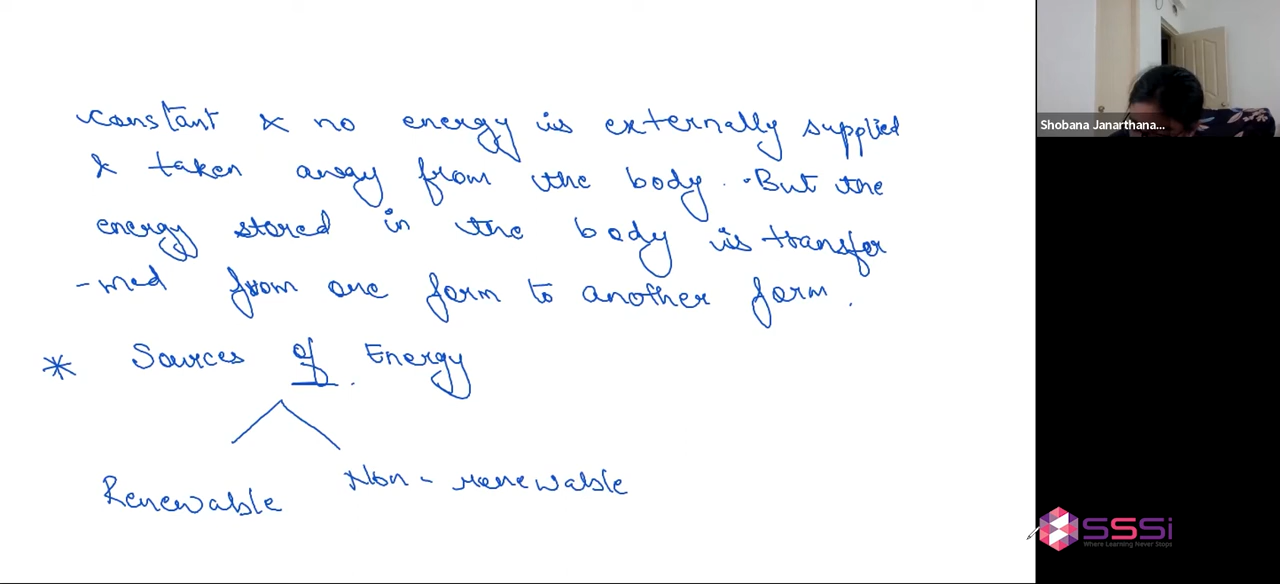 constant & no energy is externally supplied
& taken away from the body. But the
energy stored in the body is transfor
-med from one form to another form.
* Sources of Energy
Renewable
Non-renewable
Shobana Janarthana...
SSSi
Where Learning Never Stops